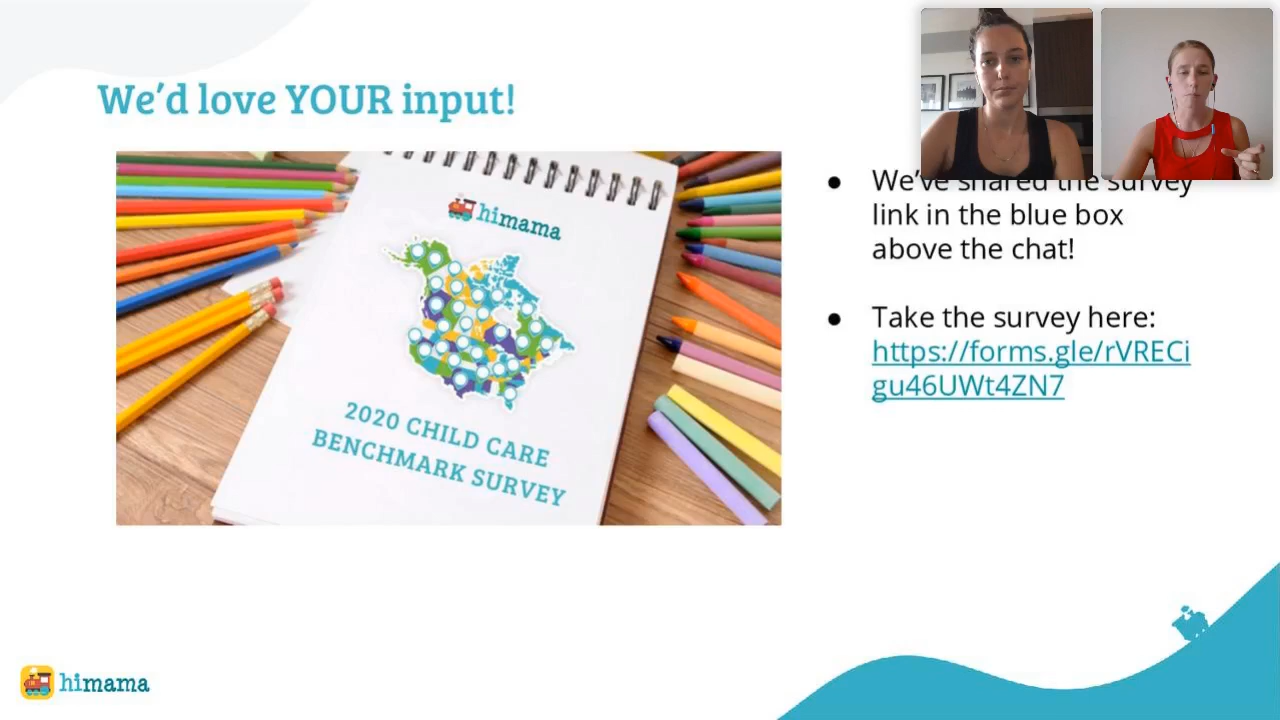 We'd love YOUR input!
himama
2020 CHILD CARE
BENCHMARK SURVEY
● We've shared the survey
link in the blue box
above the chat!
● Take the survey here:
https://forms.gle/rVRECi
gu46UWt4ZN7
himama